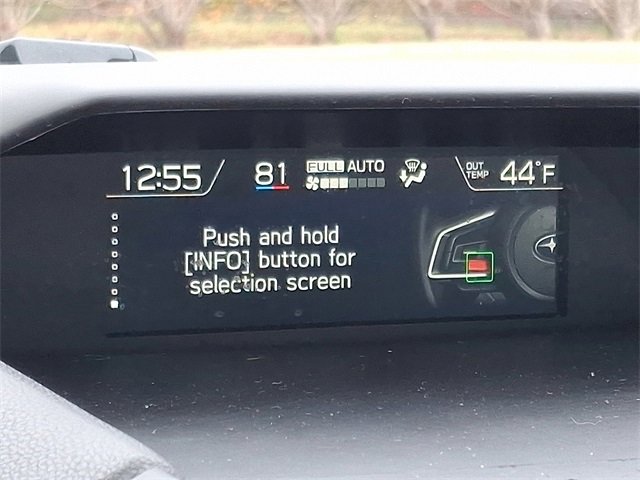 12:55 81 FULL AUTO OUT TEMP 44°F
Push and hold
[INFO] button for
selection screen